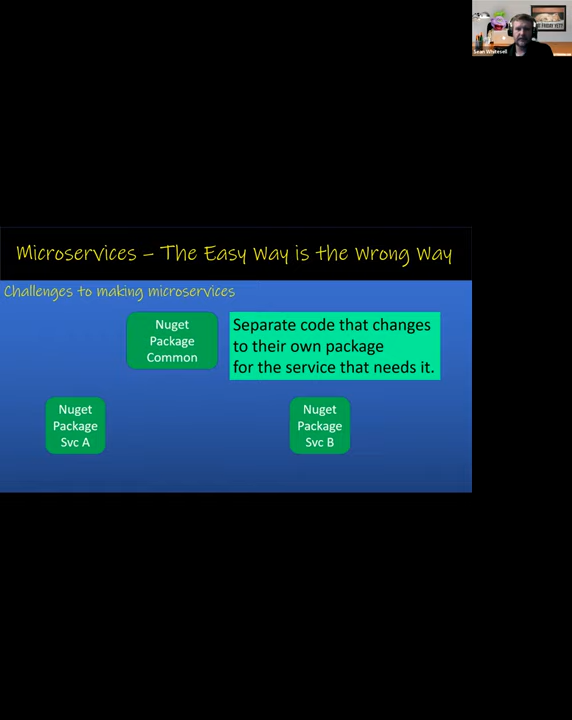 Sean Whitesell
Microservices – The Easy Way is the Wrong Way
Challenges to making microservices
Nuget
Package
Common
Separate code that changes
to their own package
for the service that needs it.
Nuget
Package
Svc A
Nuget
Package
Svc B